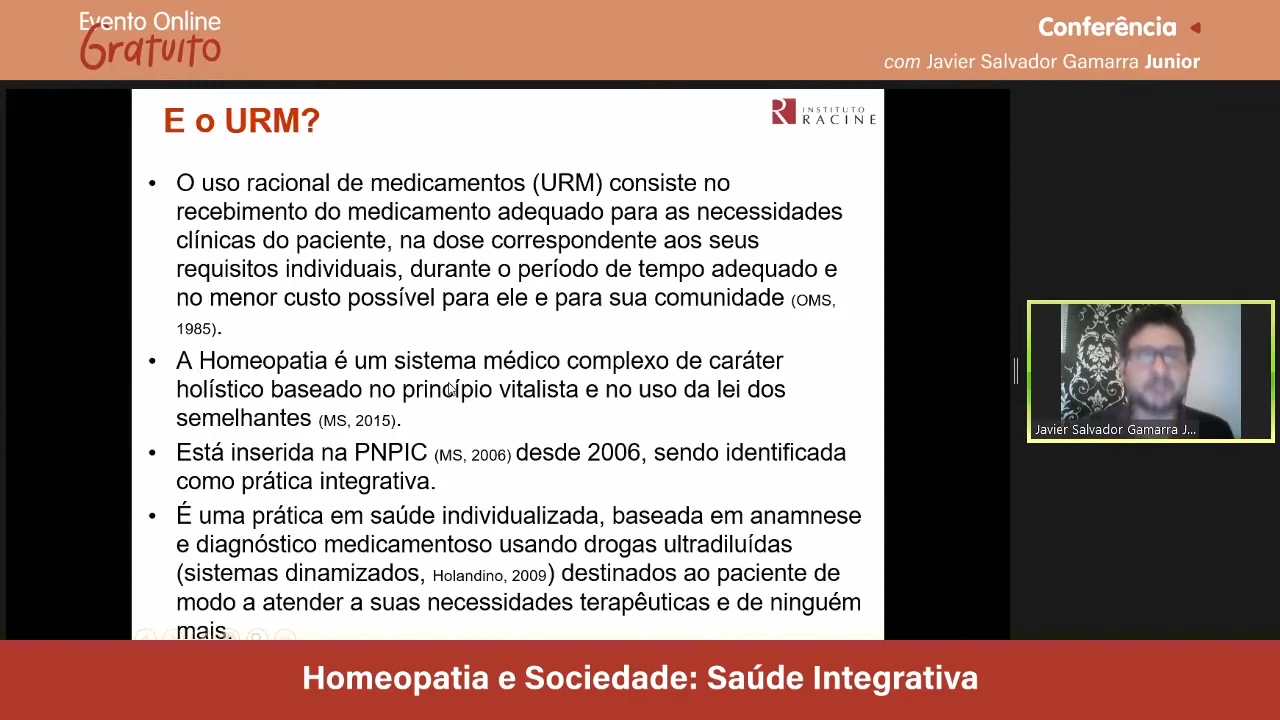 Evento Online
Gratuito
Conferência
com Javier Salvador Gamarra Junior
E o URM?
INSTITUTO
RACINE
• O uso racional de medicamentos (URM) consiste no
recebimento do medicamento adequado para as necessidades
clínicas do paciente, na dose correspondente aos seus
requisitos individuais, durante o período de tempo adequado e
no menor custo possível para ele e para sua comunidade (OMS,
1985).
• A Homeopatia é um sistema médico complexo de caráter
holístico baseado no princípio vitalista e no uso da lei dos
semelhantes (MS, 2015).
• Está inserida na PNPIC (MS, 2006) desde 2006, sendo identificada
como prática integrativa.
• É uma prática em saúde individualizada, baseada em anamnese
e diagnóstico medicamentoso usando drogas ultradiluídas
(sistemas dinamizados, Holandino, 2009) destinados ao paciente de
modo a atender a suas necessidades terapêuticas e de ninguém
mais.
Javier Salvador Gamarra J...
Homeopatia e Sociedade: Saúde Integrativa